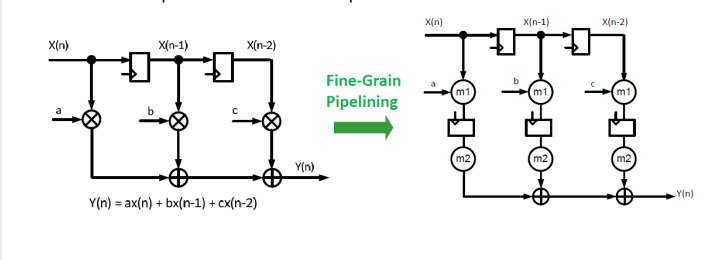 X(n) X(n-1) X(n-2)
a b c
Y(n)
Y(n) = ax(n) + bx(n-1) + cx(n-2)
Fine-Grain
Pipelining
X(n) X(n-1) X(n-2)
a b c
m1 m1 m1
m2 m2 m2
Y(n)